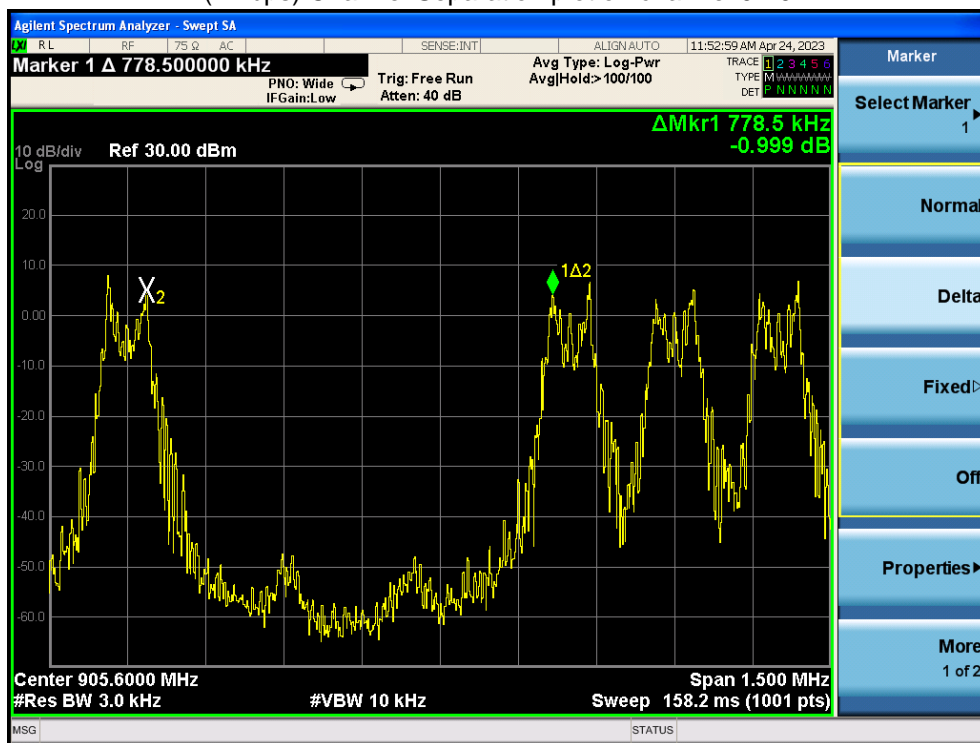 Agilent Spectrum Analyzer - Swept SA
LXI RL RF 75 Ω AC SENSE:INT ALIGN AUTO 11:52:59 AM Apr 24, 2023
Marker 1 Δ 778.500000 kHz
PNO: Wide
IFGain:Low
Trig: Free Run
Atten: 40 dB
Avg Type: Log-Pwr
Avg|Hold:>100/100
TRACE 1 2 3 4 5 6
TYPE M
DET P N N N N N
ΔMkr1 778.5 kHz
-0.999 dB
10 dB/div Ref 30.00 dBm
Log
20.0
10.0
0.00
-10.0
-20.0
-30.0
-40.0
-50.0
-60.0
X2
1Δ2
Center 905.6000 MHz Span 1.500 MHz
#Res BW 3.0 kHz #VBW 10 kHz Sweep 158.2 ms (1001 pts)
MSG STATUS
Marker
Select Marker
1
Normal
Delta
Fixed
Off
Properties
More
1 of 2